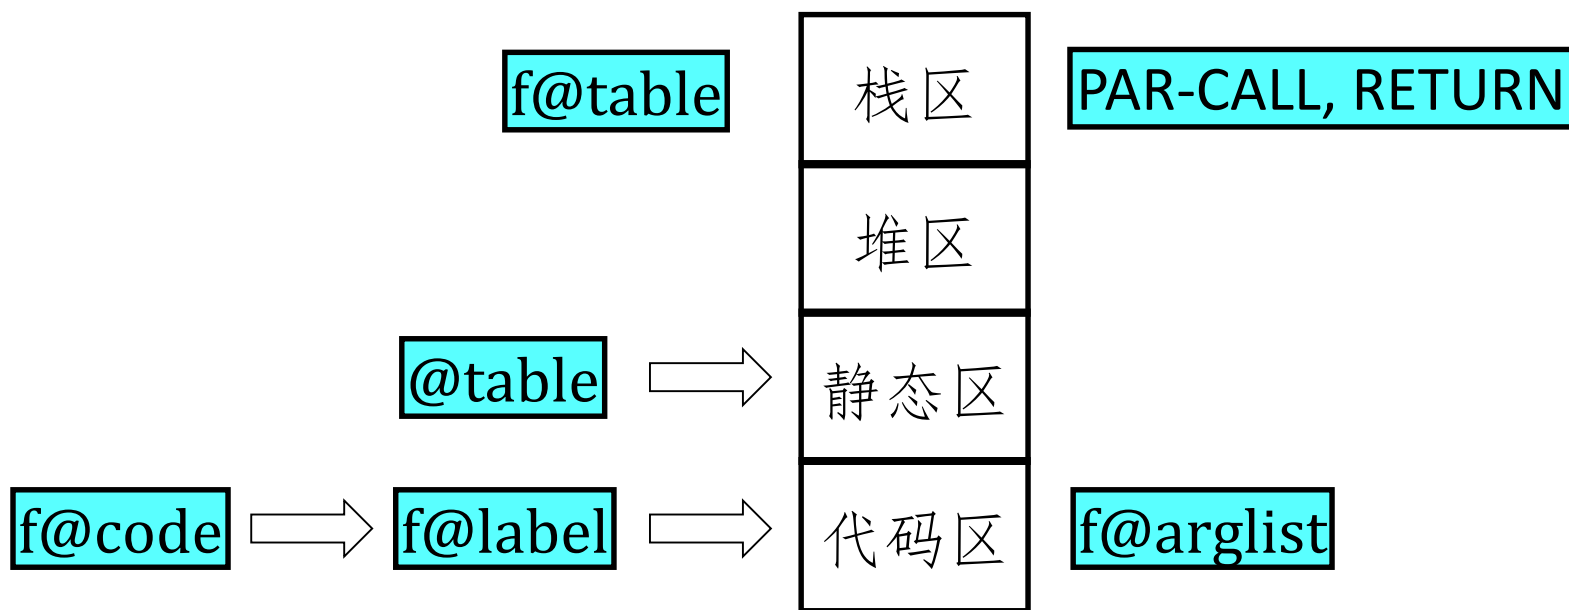 f@table
栈区
PAR-CALL, RETURN
堆区
@table
静态区
f@code
f@label
代码区
f@arglist